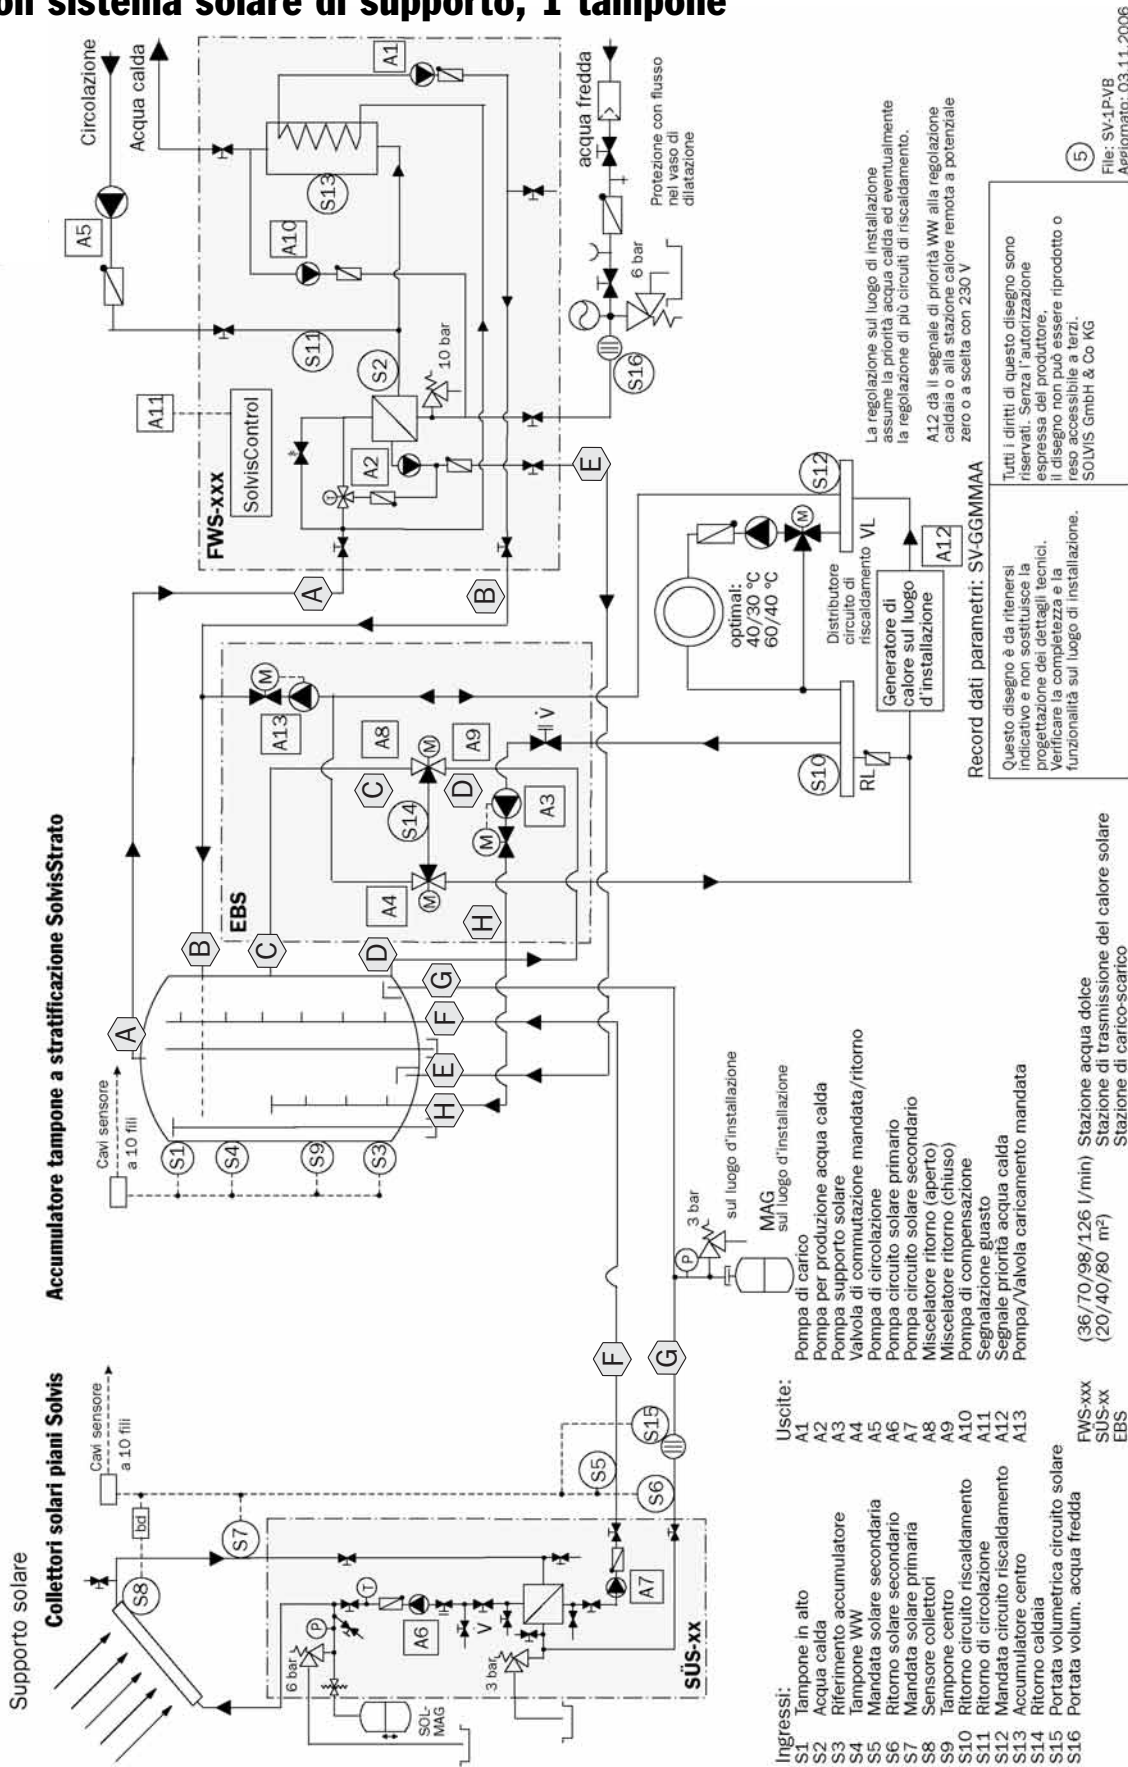 on sistema solare di supporto, 1 tampone
Supporto solare
Collettori solari piani Solvis
Accumulatore tampone a stratificazione SolvisStrato
Cavi sensore
a 10 fili
Cavi sensore
a 10 fili
bd
S8
S7
6 bar
P
T
A6
V̇
SOL-
MAG
3 bar
SÜS-xx
A7
S5
S6
S15
F
G
P
3 bar
sul luogo d'installazione
MAG
sul luogo d'installazione
S1
S4
S9
S3
A
B
C
D
G
F
E
H
H
EBS
A4
M
S14
A8
M
A9
C
D
A13
M
M
A3
V̇
A
B
E
FWS-xxx
SolvisControl
A11
A2
T
S2
10 bar
S11
A10
S13
A1
A5
Circolazione
Acqua calda
acqua fredda
Protezione con flusso
nel vaso di
dilatazione
6 bar
S16
optimal:
40/30 °C
60/40 °C
M
S12
VL
Distributore
circuito di
riscaldamento
S10
RL
Generatore di
calore sul luogo
d'installazione
A12
La regolazione sul luogo di installazione
assume la priorità acqua calda ed eventualmente
la regolazione di più circuiti di riscaldamento.
A12 dà il segnale di priorità WW alla regolazione
caldaia o alla stazione calore remota a potenziale
zero o a scelta con 230 V
Record dati parametri: SV-GGMMAA
Questo disegno è da ritenersi
indicativo e non sostituisce la
progettazione dei dettagli tecnici.
Verificare la completezza e la
funzionalità sul luogo di installazione.
Tutti i diritti di questo disegno sono
riservati. Senza l'autorizzazione
espressa del produttore,
il disegno non può essere riprodotto o
reso accessibile a terzi.
SOLVIS GmbH & Co KG
5
File: SV-1P-VB
Aggiornato: 03.11.2006
Ingressi:
S1 Tampone in alto
S2 Acqua calda
S3 Riferimento accumulatore
S4 Tampone WW
S5 Mandata solare secondaria
S6 Ritorno solare secondario
S7 Mandata solare primaria
S8 Sensore collettori
S9 Tampone centro
S10 Ritorno circuito riscaldamento
S11 Ritorno di circolazione
S12 Mandata circuito riscaldamento
S13 Accumulatore centro
S14 Ritorno caldaia
S15 Portata volumetrica circuito solare
S16 Portata volum. acqua fredda
Uscite:
A1 Pompa di carico
A2 Pompa per produzione acqua calda
A3 Pompa supporto solare
A4 Valvola di commutazione mandata/ritorno
A5 Pompa di circolazione
A6 Pompa circuito solare primario
A7 Pompa circuito solare secondario
A8 Miscelatore ritorno (aperto)
A9 Miscelatore ritorno (chiuso)
A10 Pompa di compensazione
A11 Segnalazione guasto
A12 Segnale priorità acqua calda
A13 Pompa/Valvola caricamento mandata
FWS-xxx (36/70/98/126 l/min) Stazione acqua dolce
SÜS-xx (20/40/80 m²) Stazione di trasmissione del calore solare
EBS Stazione di carico-scarico